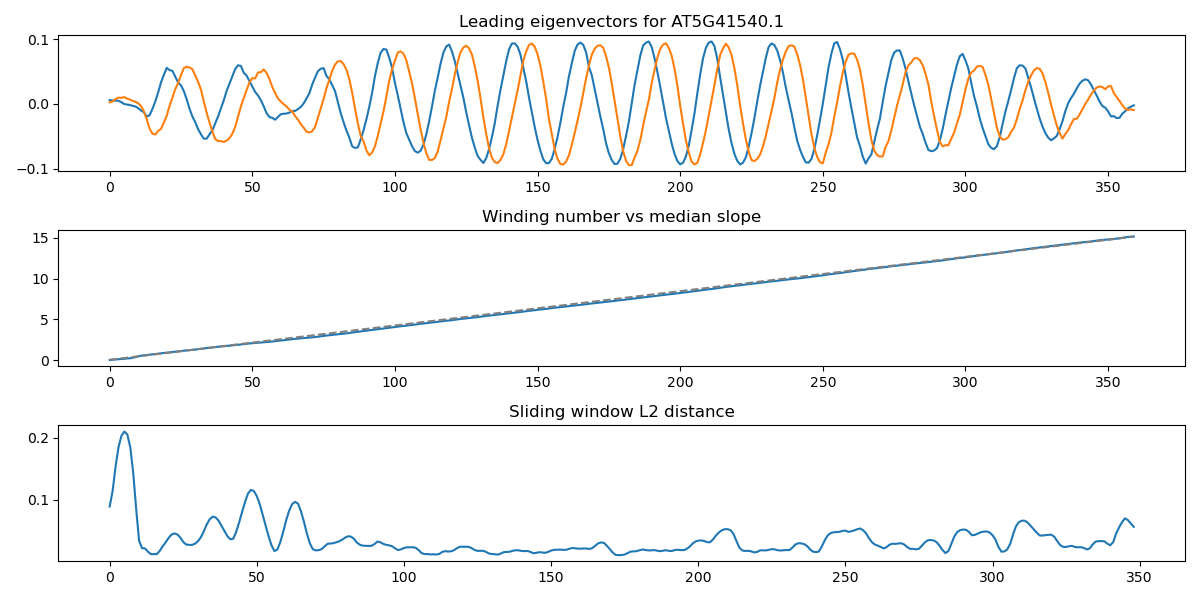 Leading eigenvectors for AT5G41540.1
0.1
0.0
−0.1
0 50 100 150 200 250 300 350
Winding number vs median slope
15
10
5
0
0 50 100 150 200 250 300 350
Sliding window L2 distance
0.2
0.1
0 50 100 150 200 250 300 350